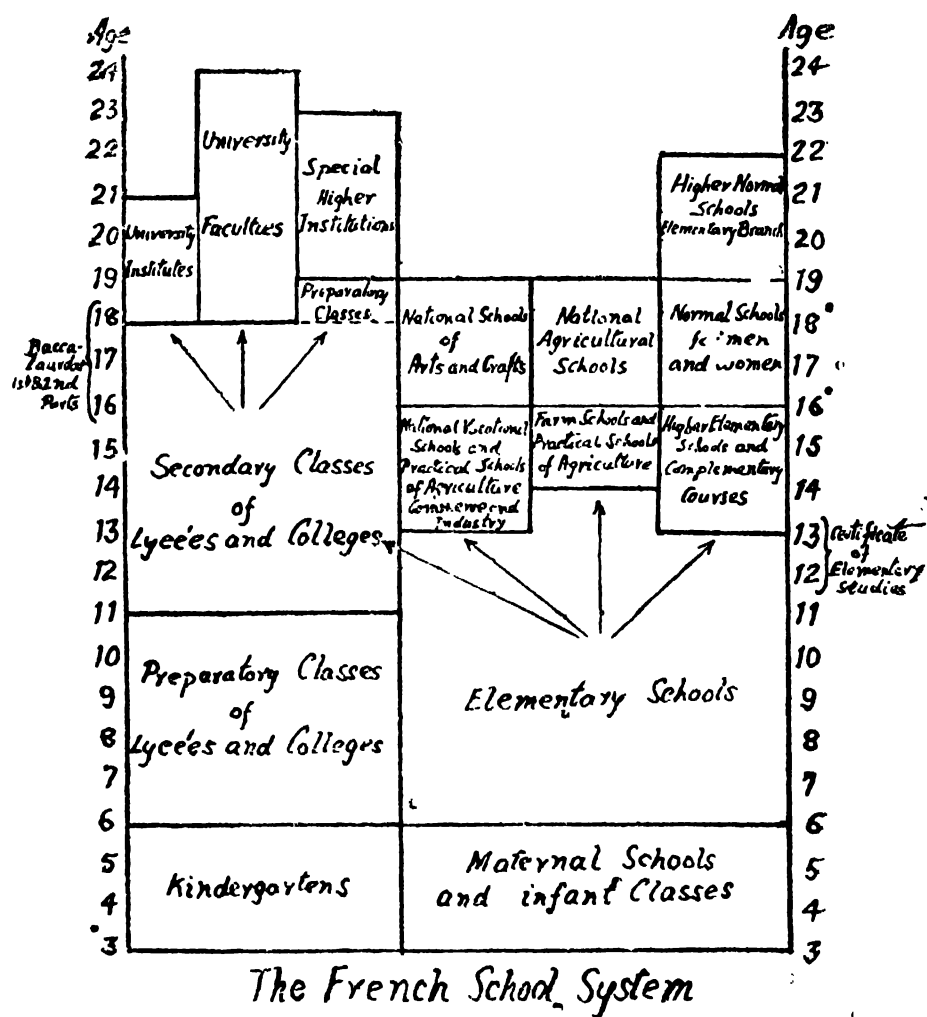 Age
24
23
22
21
20
19
18
17
16
15
14
13
12
11
10
9
8
7
6
5
4
3
Bacca-
laureat
1st & 2nd
Parts
University
Institutes
University
Faculties
Special
Higher
Institutions
Preparatory
Classes
Higher Normal
Schools
Elementary Branch
National Schools
of
Arts and Crafts
National
Agricultural
Schools
Normal Schools
men
and women
National Vocational
Schools and
Practical Schools
of Agriculture
Commerce and
Industry
Farm Schools and
Practical Schools
of Agriculture
Higher Elementary
Schools and
Complementary
Courses
Secondary Classes
of
Lycées and Colleges
Preparatory Classes
of
Lycées and Colleges
Elementary Schools
Kindergartens
Maternal Schools
and infant Classes
Age
24
23
22
21
20
19
18
17
16
15
14
13
12
11
10
9
8
7
6
5
4
3
Certificate
of
Elementary
Studies
The French School System